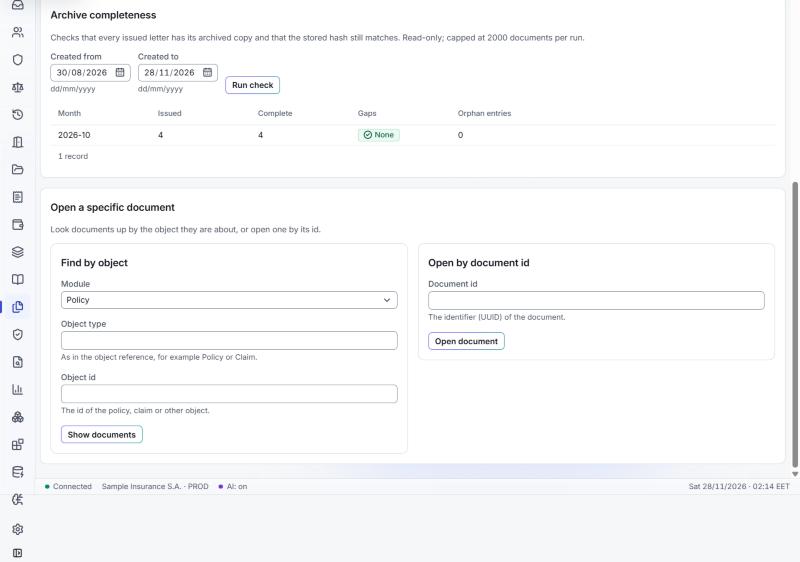 Archive completeness
Checks that every issued letter has its archived copy and that the stored hash still matches. Read-only; capped at 2000 documents per run.
Created from
Created to
30/08/2026
28/11/2026
Run check
dd/mm/yyyy
dd/mm/yyyy
Month Issued Complete Gaps Orphan entries
2026-10 4 4 None 0
1 record
Open a specific document
Look documents up by the object they are about, or open one by its id.
Find by object
Module
Policy
Object type
As in the object reference, for example Policy or Claim.
Object id
The id of the policy, claim or other object.
Show documents
Open by document id
Document id
The identifier (UUID) of the document.
Open document
Connected Sample Insurance S.A. · PROD AI: on Sat 28/11/2026 · 02:14 EET